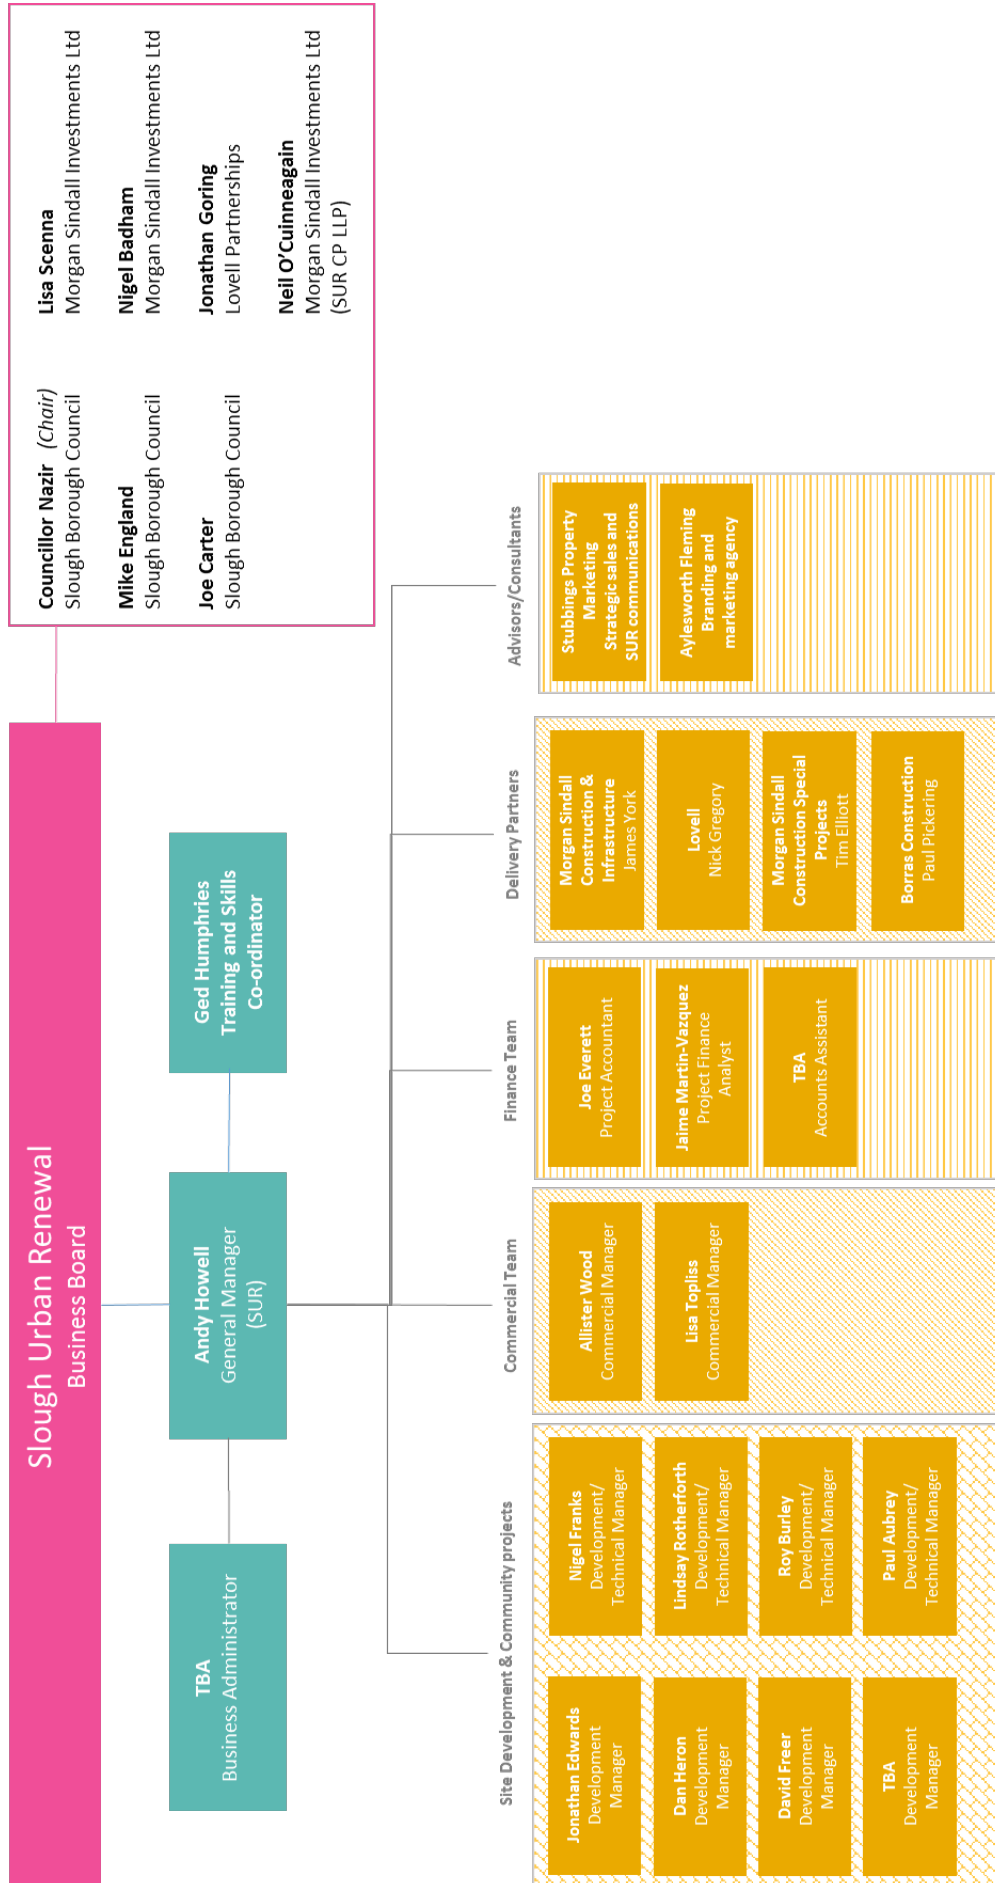 Slough Urban Renewal
Business Board
Councillor Nazir (Chair)
Slough Borough Council
Mike England
Slough Borough Council
Joe Carter
Slough Borough Council
Lisa Scenna
Morgan Sindall Investments Ltd
Nigel Badham
Morgan Sindall Investments Ltd
Jonathan Goring
Lovell Partnerships
Neil O'Cuinneagain
Morgan Sindall Investments Ltd
(SUR CP LLP)
TBA
Business Administrator
Andy Howell
General Manager
(SUR)
Ged Humphries
Training and Skills
Co-ordinator
Site Development & Community projects
Jonathan Edwards
Development
Manager
Dan Heron
Development
Manager
David Freer
Development
Manager
TBA
Development
Manager
Nigel Franks
Development/
Technical Manager
Lindsay Rotherforth
Development/
Technical Manager
Roy Burley
Development/
Technical Manager
Paul Aubrey
Development/
Technical Manager
Commercial Team
Allister Wood
Commercial Manager
Lisa Topliss
Commercial Manager
Finance Team
Joe Everett
Project Accountant
Jaime Martin-Vazquez
Project Finance
Analyst
TBA
Accounts Assistant
Delivery Partners
Morgan Sindall
Construction &
Infrastructure
James York
Lovell
Nick Gregory
Morgan Sindall
Construction Special
Projects
Tim Elliott
Borras Construction
Paul Pickering
Advisors/Consultants
Stubbings Property
Marketing
Strategic sales and
SUR communications
Aylesworth Fleming
Branding and
marketing agency